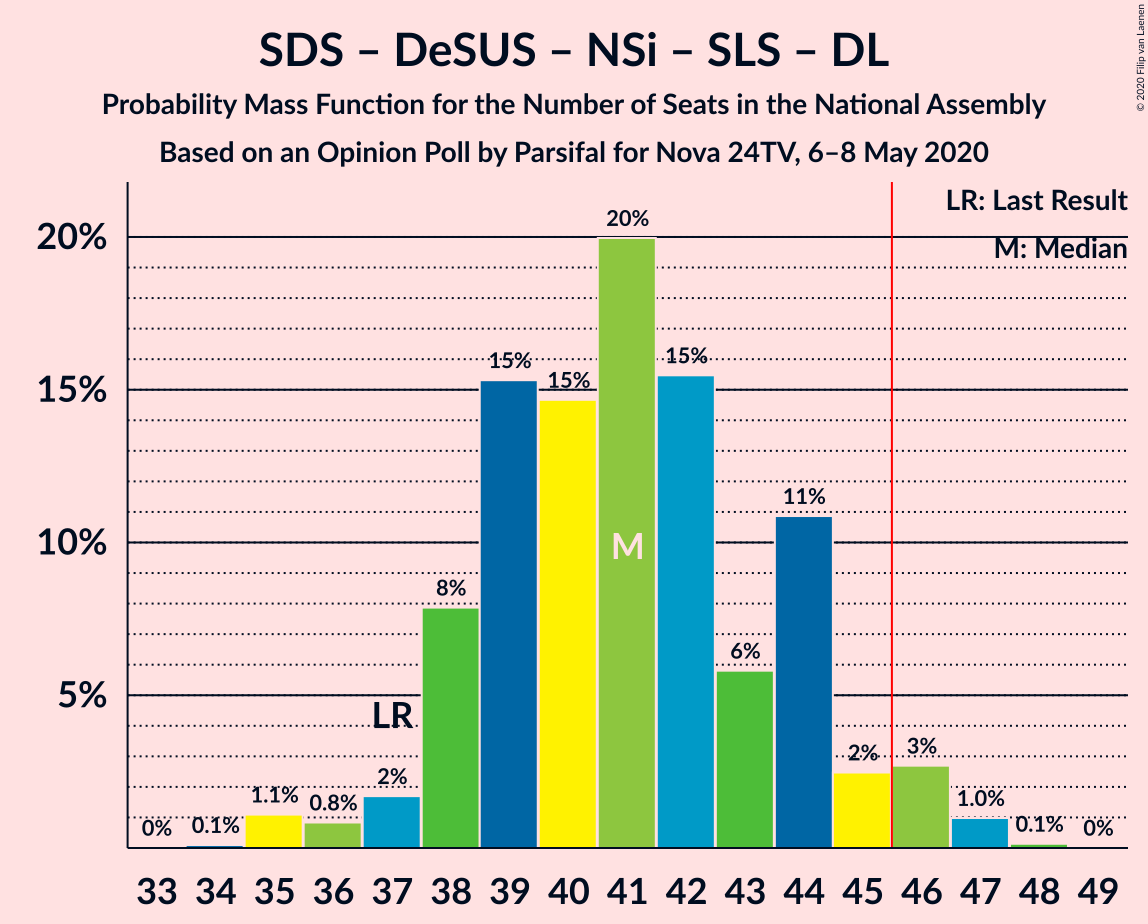 SDS – DeSUS – NSi – SLS – DL
Probability Mass Function for the Number of Seats in the National Assembly
Based on an Opinion Poll by Parsifal for Nova 24TV, 6–8 May 2020
© 2020 Filip van Laenen
LR: Last Result
M: Median
20%
15%
10%
5%
0%
0.1%
1.1%
0.8%
2%
LR
8%
15%
15%
20%
M
15%
6%
11%
2%
3%
1.0%
0.1%
0%
33 34 35 36 37 38 39 40 41 42 43 44 45 46 47 48 49